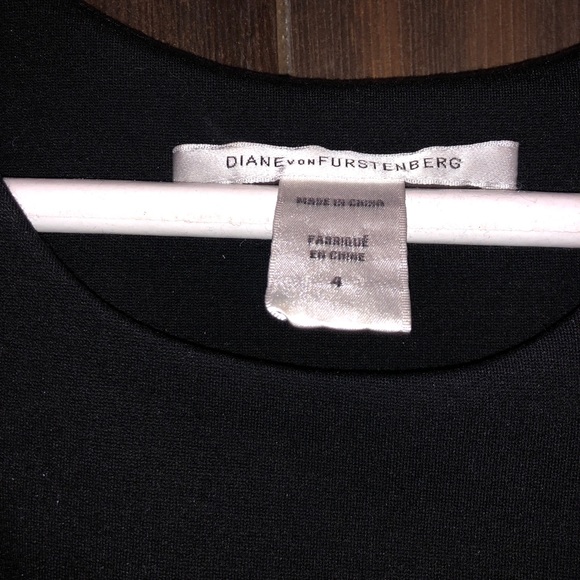 DIANE VON FURSTENBERG
MADE IN CHINA
FABRIQUÉ
EN CHINE
4